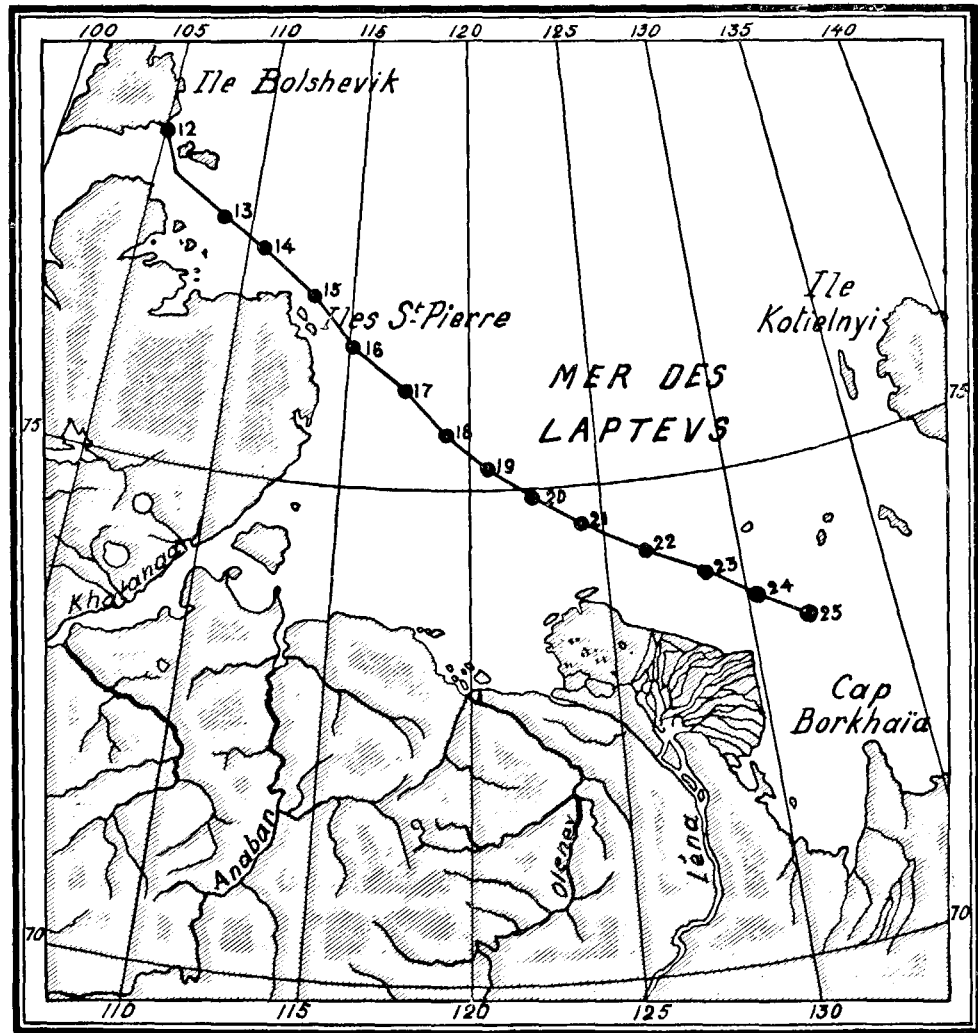 100 105 110 115 120 125 130 135 140
Ile Bolshevik
12
13
14
15
Iles St. Pierre
16
Ile
Kotielnyi
MER DES
LAPTEVS
17
18
19
20
21
22
23
24
25
75
75
Khatanga
Cap
Borkhaïa
Anabar
Olenek
Léna
70
70
110 115 120 125 130